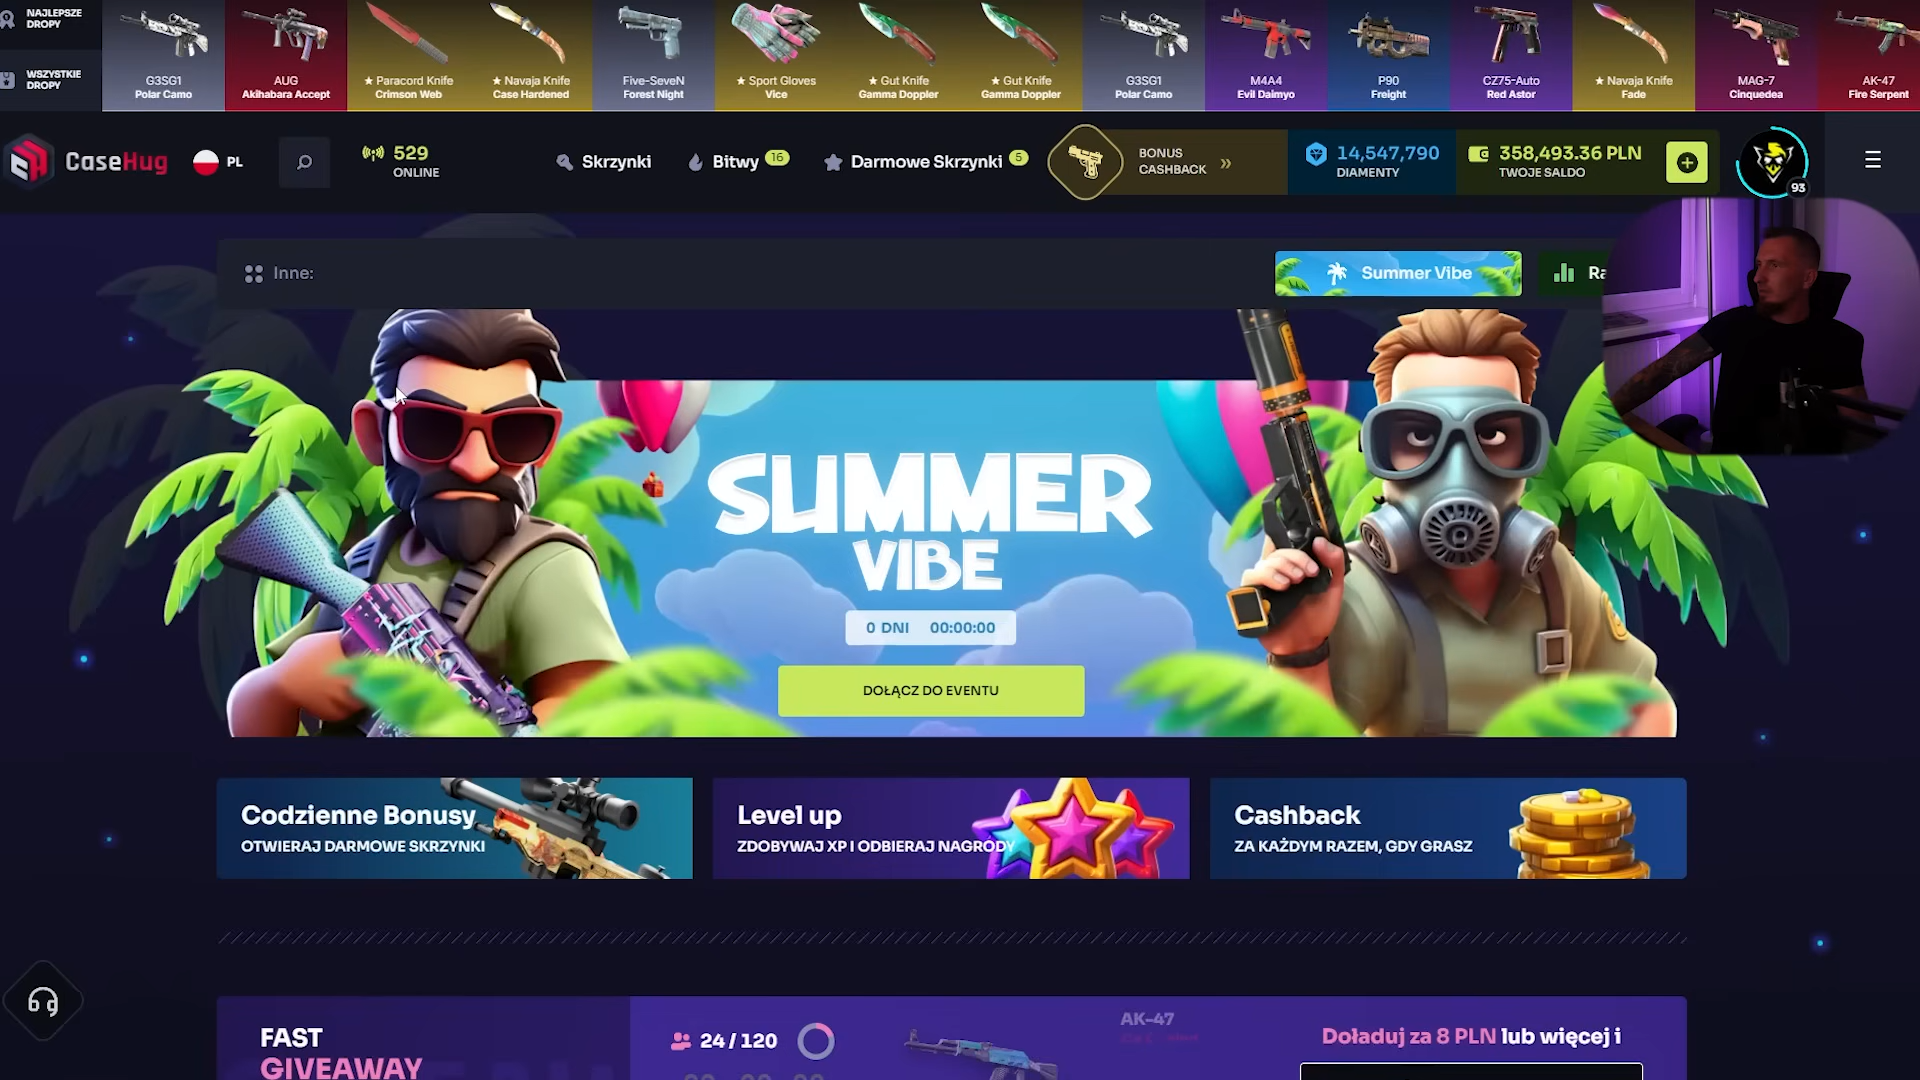 NAJLEPSZE
DROPY
WSZYSTKIE
DROPY
G3SG1
Polar Camo
AUG
Akihabara Accept
★ Paracord Knife
Crimson Web
★ Navaja Knife
Case Hardened
Five-SeveN
Forest Night
★ Sport Gloves
Vice
★ Gut Knife
Gamma Doppler
★ Gut Knife
Gamma Doppler
G3SG1
Polar Camo
M4A4
Evil Daimyo
P90
Freight
CZ75-Auto
Red Astor
★ Navaja Knife
Fade
MAG-7
Cinquedea
AK-47
Fire Serpent
CaseHug
PL
529
ONLINE
Skrzynki
Bitwy 16
Darmowe Skrzynki 5
BONUS
CASHBACK
14,547,790
DIAMENTY
358,493.36 PLN
TWOJE SALDO
93
Inne:
Summer Vibe
Ra
SUMMER
VIBE
0 DNI 00:00:00
DOŁĄCZ DO EVENTU
Codzienne Bonusy
OTWIERAJ DARMOWE SKRZYNKI
Level up
ZDOBYWAJ XP I ODBIERAJ NAGRODY
Cashback
ZA KAŻDYM RAZEM, GDY GRASZ
FAST
GIVEAWAY
24 / 120
AK-47
Doładuj za 8 PLN lub więcej i